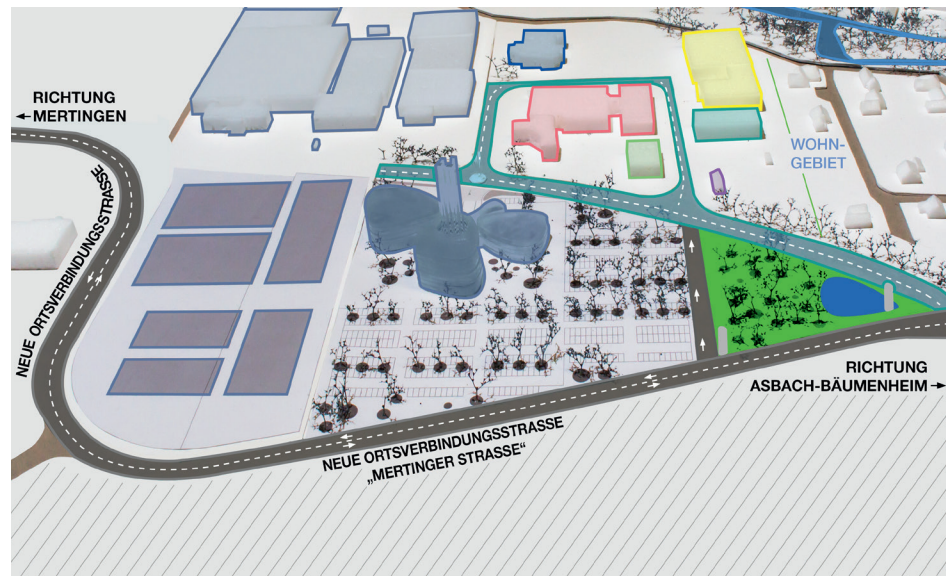 RICHTUNG
←MERTINGEN
WOHN-
GEBIET
NEUE ORTSVERBINDUNGSSTRASSE
RICHTUNG
ASBACH-BÄUMENHEIM→
NEUE ORTSVERBINDUNGSSTRASSE
„MERTINGER STRASSE“